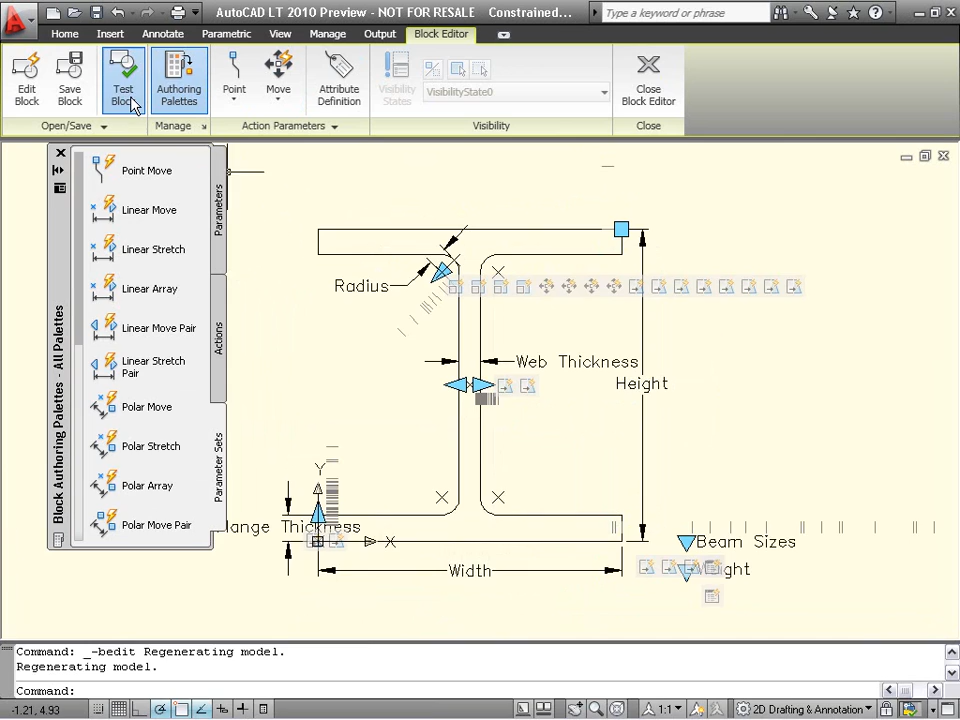 AutoCAD LT 2010 Preview - NOT FOR RESALE Constrained...
Type a keyword or phrase
Home Insert Annotate Parametric View Manage Output Block Editor
Edit Block
Save Block
Test Block
Authoring Palettes
Point
Move
Attribute Definition
Visibility States
VisibilityState0
Close Block Editor
Open/Save
Manage
Action Parameters
Visibility
Close
Block Authoring Palettes - All Palettes
Parameters
Actions
Parameter Sets
Point Move
Linear Move
Linear Stretch
Linear Array
Linear Move Pair
Linear Stretch Pair
Polar Move
Polar Stretch
Polar Array
Polar Move Pair
Radius
Web Thickness
Height
Y
lange Thickness
X
Beam Sizes
Width
ght
Command: _-bedit Regenerating model.
Regenerating model.
Command:
-1.21, 4.93
1:1
2D Drafting & Annotation